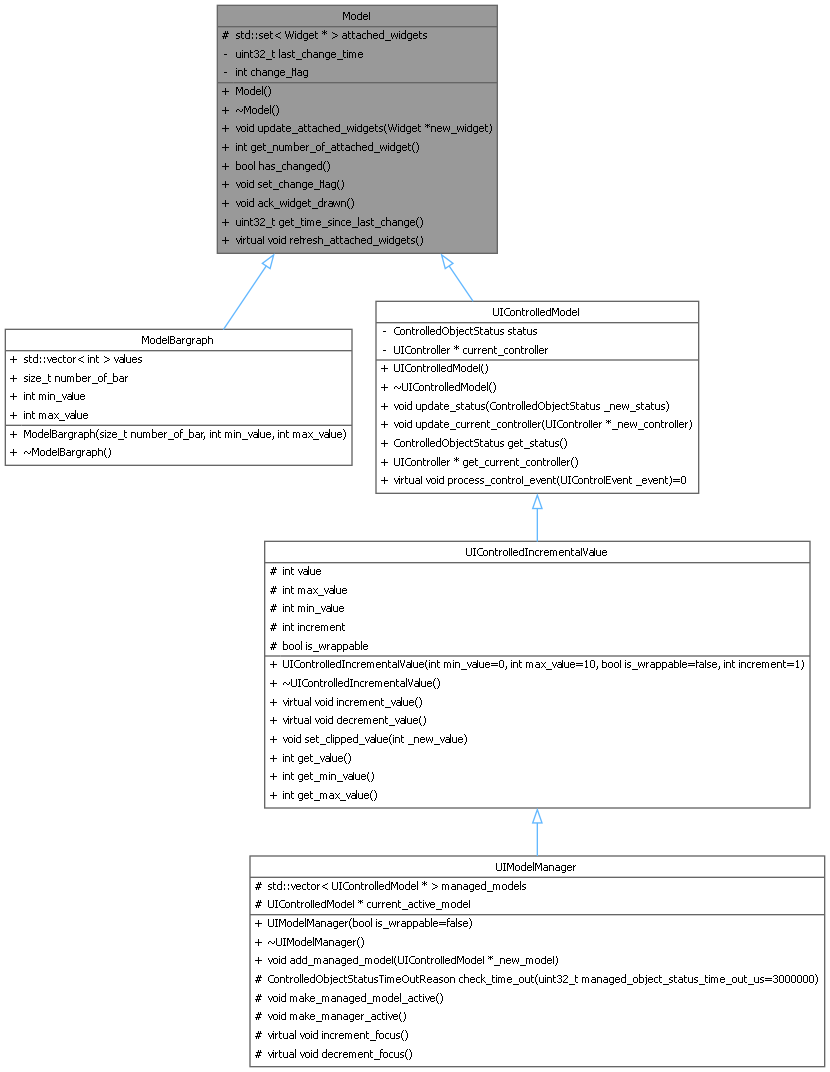 Model
# std::set< Widget * > attached_widgets
- uint32_t last_change_time
- int change_flag
+ Model()
+ ~Model()
+ void update_attached_widgets(Widget *new_widget)
+ int get_number_of_attached_widget()
+ bool has_changed()
+ void set_change_flag()
+ void ack_widget_drawn()
+ uint32_t get_time_since_last_change()
+ virtual void refresh_attached_widgets()
ModelBargraph
+ std::vector< int > values
+ size_t number_of_bar
+ int min_value
+ int max_value
+ ModelBargraph(size_t number_of_bar, int min_value, int max_value)
+ ~ModelBargraph()
UIControlledModel
- ControlledObjectStatus status
- UIController * current_controller
+ UIControlledModel()
+ ~UIControlledModel()
+ void update_status(ControlledObjectStatus _new_status)
+ void update_current_controller(UIController *_new_controller)
+ ControlledObjectStatus get_status()
+ UIController * get_current_controller()
+ virtual void process_control_event(UIControlEvent _event)=0
UIControlledIncrementalValue
# int value
# int max_value
# int min_value
# int increment
# bool is_wrappable
+ UIControlledIncrementalValue(int min_value=0, int max_value=10, bool is_wrappable=false, int increment=1)
+ ~UIControlledIncrementalValue()
+ virtual void increment_value()
+ virtual void decrement_value()
+ void set_clipped_value(int _new_value)
+ int get_value()
+ int get_min_value()
+ int get_max_value()
UIModelManager
# std::vector< UIControlledModel * > managed_models
# UIControlledModel * current_active_model
+ UIModelManager(bool is_wrappable=false)
+ ~UIModelManager()
+ void add_managed_model(UIControlledModel *_new_model)
# ControlledObjectStatusTimeOutReason check_time_out(uint32_t managed_object_status_time_out_us=3000000)
# void make_managed_model_active()
# void make_manager_active()
# virtual void increment_focus()
# virtual void decrement_focus()